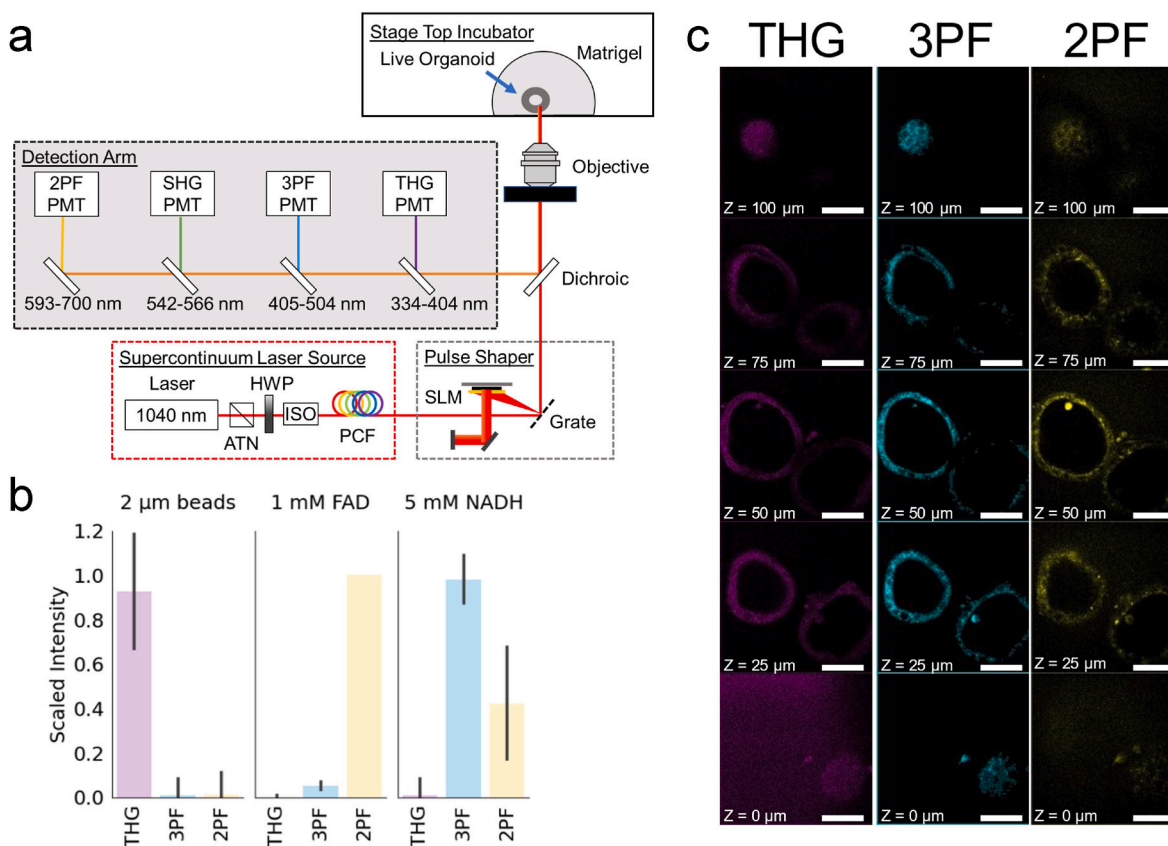 a
Stage Top Incubator
Live Organoid
Matrigel
Detection Arm
2PF
PMT
SHG
PMT
3PF
PMT
THG
PMT
Objective
593-700 nm
542-566 nm
405-504 nm
334-404 nm
Dichroic
Supercontinuum Laser Source
Laser
HWP
1040 nm
ISO
ATN
PCF
Pulse Shaper
SLM
Grate
b
2 µm beads
1 mM FAD
5 mM NADH
Scaled Intensity
1.2
1.0
0.8
0.6
0.4
0.2
0.0
THG
3PF
2PF
THG
3PF
2PF
THG
3PF
2PF
c
THG 3PF 2PF
Z = 100 µm Z = 100 µm Z = 100 µm
Z = 75 µm Z = 75 µm Z = 75 µm
Z = 50 µm Z = 50 µm Z = 50 µm
Z = 25 µm Z = 25 µm Z = 25 µm
Z = 0 µm Z = 0 µm Z = 0 µm